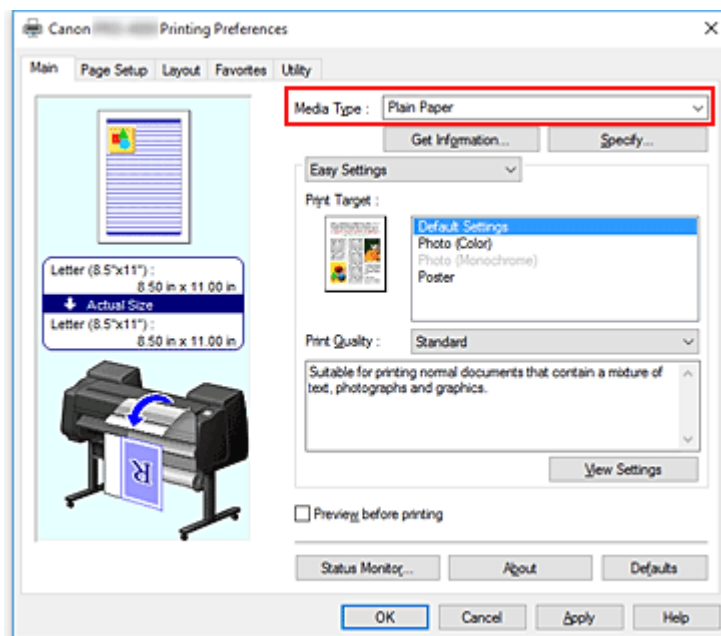 Canon Printing Preferences
Main Page Setup Layout Favorites Utility
Media Type : Plain Paper
Get Information... Specify...
Easy Settings
Print Target :
Default Settings
Photo (Color)
Photo (Monochrome)
Poster
Letter (8.5"x11") :
8.50 in x 11.00 in
Actual Size
Letter (8.5"x11") :
8.50 in x 11.00 in
Print Quality : Standard
Suitable for printing normal documents that contain a mixture of
text, photographs and graphics.
R
View Settings
Preview before printing
Status Monitor... About Defaults
OK Cancel Apply Help